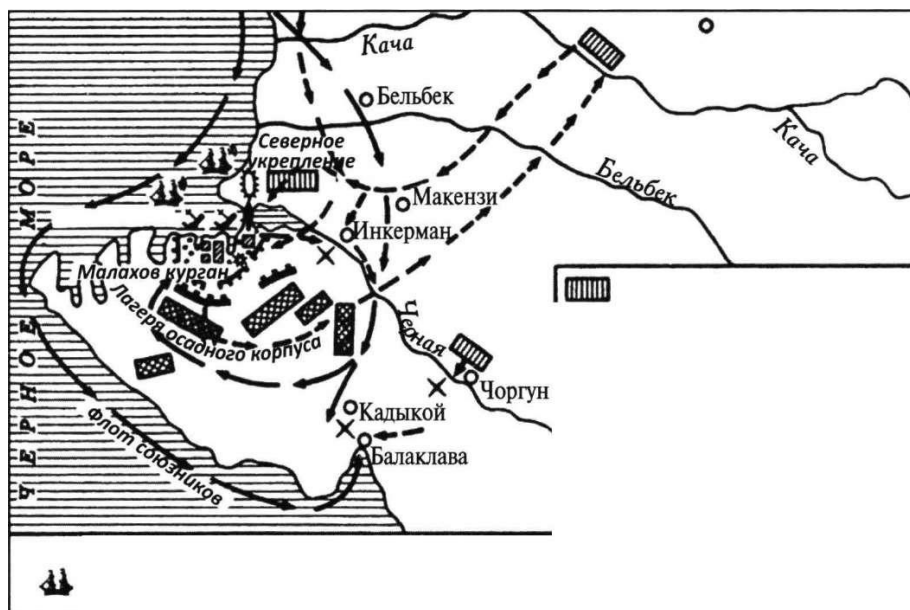 Кача
Бельбек
Северное
укрепление
Кача
Бельбек
Макензи
Инкерман
Малахов курган
Лагеря осадного корпуса
Черная
Чоргун
Кадыкой
Балаклава
Флот союзников
ЧЕРНОЕ МОРЕ